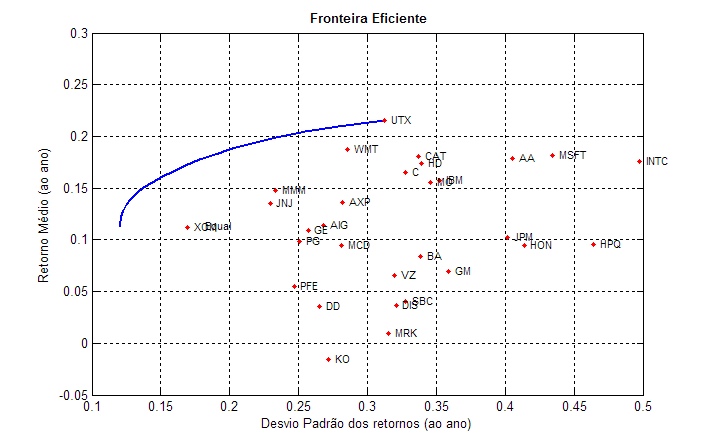 Fronteira Eficiente
0.3
0.25
0.2
0.15
0.1
0.05
0
-0.05
Retorno Médio (ao ano)
UTX
WMT
CAT
HD
C
MO
IBM
AA
MSFT
INTC
MMM
JNJ
AXP
XOM
Equal
AIG
GE
PG
MCD
JPM
HON
HPQ
BA
GM
VZ
PFE
DD
SBC
DIS
MRK
KO
0.1 0.15 0.2 0.25 0.3 0.35 0.4 0.45 0.5
Desvio Padrão dos retornos (ao ano)